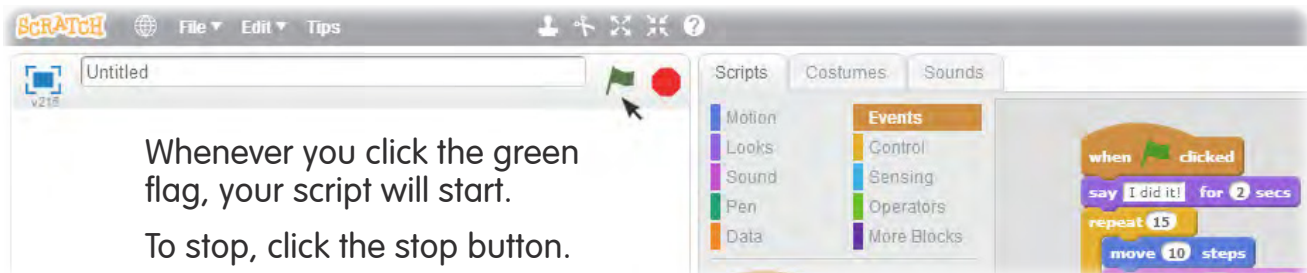 SCRATCH File Edit Tips
Untitled
v216
Whenever you click the green
flag, your script will start.
To stop, click the stop button.
Scripts Costumes Sounds
Motion Events
Looks Control
Sound Sensing
Pen Operators
Data More Blocks
when clicked
say I did it! for 2 secs
repeat 15
move 10 steps